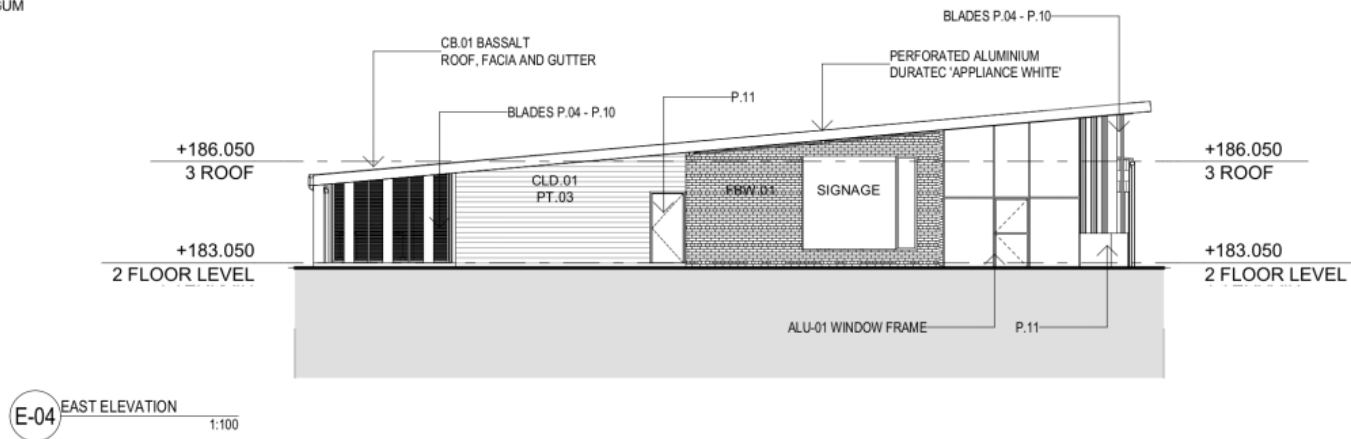 BLADES P.04 - P.10
CB.01 BASSALT
ROOF, FACIA AND GUTTER
PERFORATED ALUMINIUM
DURATEC 'APPLIANCE WHITE'
P.11
BLADES P.04 - P.10
+186.050
3 ROOF
+186.050
3 ROOF
CLD.01
PT.03
FBW.01
SIGNAGE
+183.050
2 FLOOR LEVEL
+183.050
2 FLOOR LEVEL
ALU-01 WINDOW FRAME
P.11
E-04
EAST ELEVATION
1:100